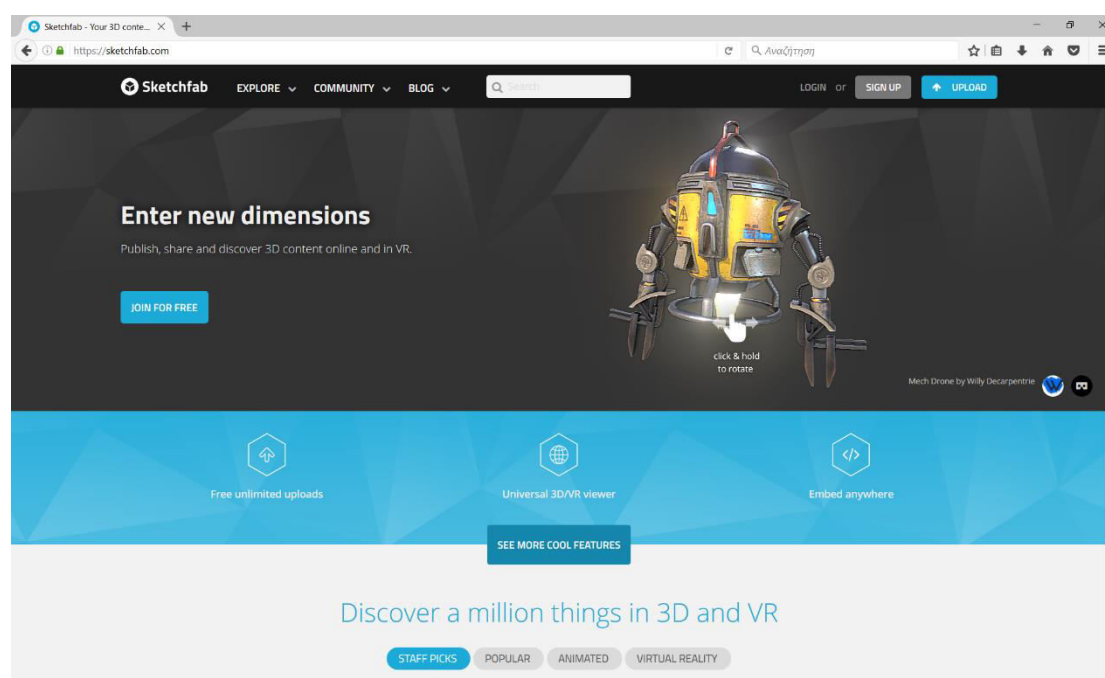 Sketchfab - Your 3D conte...
https://sketchfab.com
Αναζήτηση
Sketchfab EXPLORE COMMUNITY BLOG Search LOGIN or SIGN UP UPLOAD
Enter new dimensions
Publish, share and discover 3D content online and in VR.
JOIN FOR FREE
click & hold
to rotate
Mech Drone by Willy Decarpentrie
Free unlimited uploads Universal 3D/VR viewer Embed anywhere
SEE MORE COOL FEATURES
Discover a million things in 3D and VR
STAFF PICKS POPULAR ANIMATED VIRTUAL REALITY